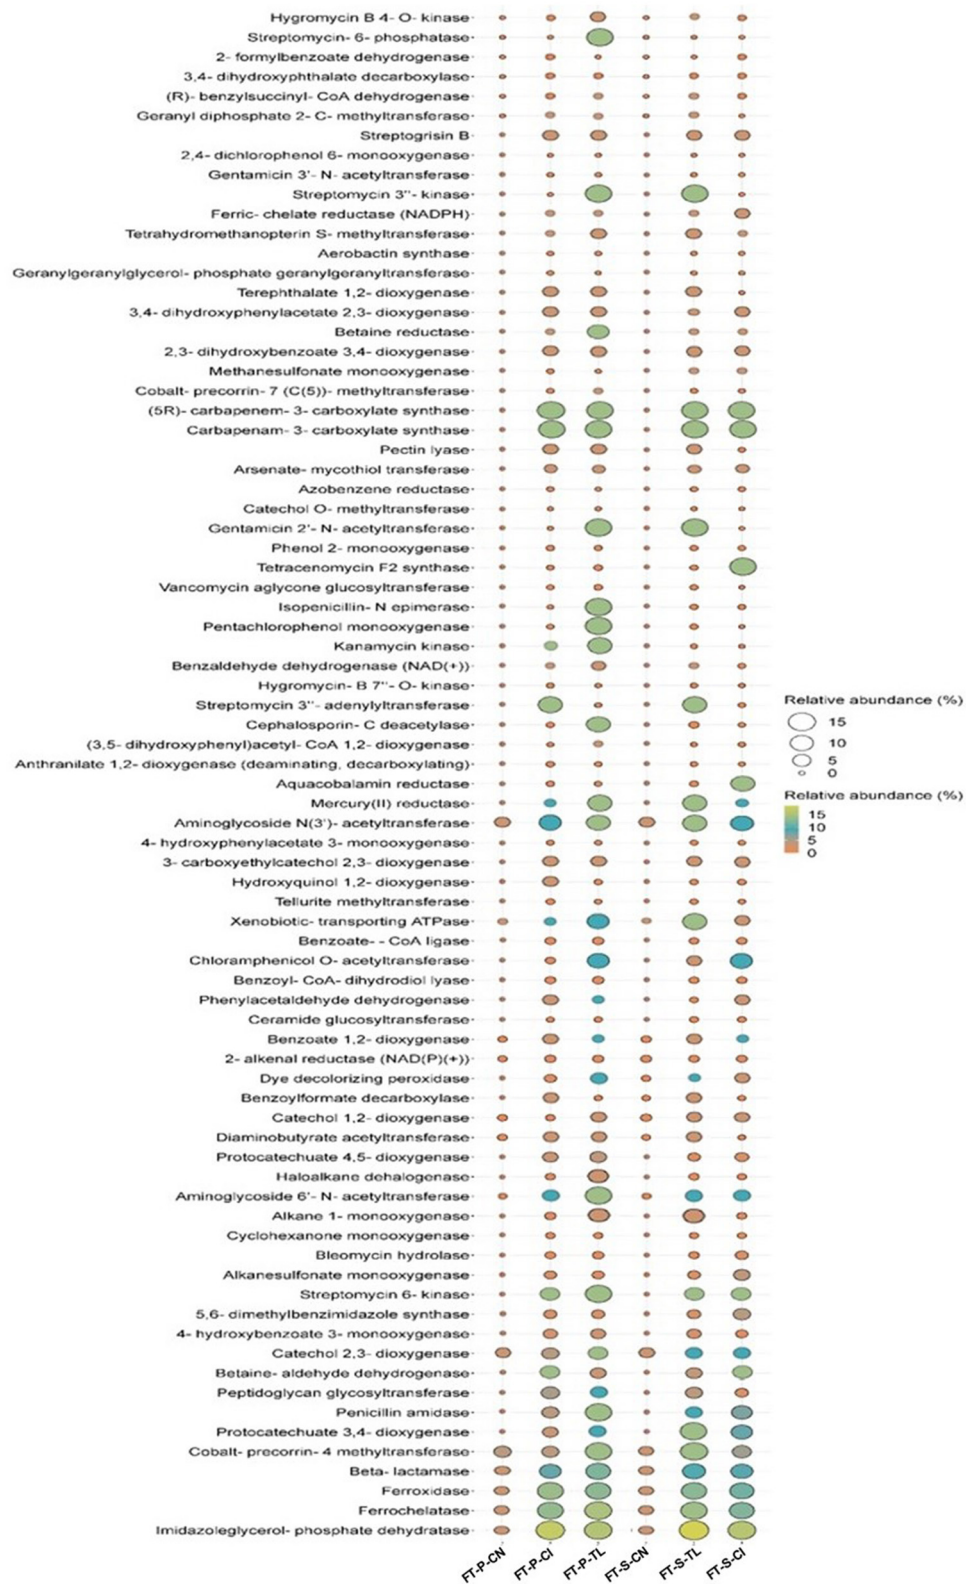 Hygromycin B 4- O- kinase
Streptomycin- 6- phosphatase
2- formylbenzoate dehydrogenase
3,4- dihydroxyphthalate decarboxylase
(R)- benzylsuccinyl- CoA dehydrogenase
Geranyl diphosphate 2- C- methyltransferase
Streptogrisin B
2,4- dichlorophenol 6- monooxygenase
Gentamicin 3'- N- acetyltransferase
Streptomycin 3''- kinase
Ferric- chelate reductase (NADPH)
Tetrahydromethanopterin S- methyltransferase
Aerobactin synthase
Geranylgeranylglycerol- phosphate geranylgeranyltransferase
Terephthalate 1,2- dioxygenase
3,4- dihydroxyphenylacetate 2,3- dioxygenase
Betaine reductase
2,3- dihydroxybenzoate 3,4- dioxygenase
Methanesulfonate monooxygenase
Cobalt- precorrin- 7 (C(5))- methyltransferase
(5R)- carbapenem- 3- carboxylate synthase
Carbapenam- 3- carboxylate synthase
Pectin lyase
Arsenate- mycothiol transferase
Azobenzene reductase
Catechol O- methyltransferase
Gentamicin 2'- N- acetyltransferase
Phenol 2- monooxygenase
Tetracenomycin F2 synthase
Vancomycin aglycone glucosyltransferase
Isopenicillin- N epimerase
Pentachlorophenol monooxygenase
Kanamycin kinase
Benzaldehyde dehydrogenase (NAD(+))
Hygromycin- B 7''- O- kinase
Streptomycin 3''- adenylyltransferase
Cephalosporin- C deacetylase
(3,5- dihydroxyphenyl)acetyl- CoA 1,2- dioxygenase
Anthranilate 1,2- dioxygenase (deaminating, decarboxylating)
Aquacobalamin reductase
Mercury(II) reductase
Aminoglycoside N(3')- acetyltransferase
4- hydroxyphenylacetate 3- monooxygenase
3- carboxyethylcatechol 2,3- dioxygenase
Hydroxyquinol 1,2- dioxygenase
Tellurite methyltransferase
Xenobiotic- transporting ATPase
Benzoate- - CoA ligase
Chloramphenicol O- acetyltransferase
Benzoyl- CoA- dihydrodiol lyase
Phenylacetaldehyde dehydrogenase
Ceramide glucosyltransferase
Benzoate 1,2- dioxygenase
2- alkenal reductase (NAD(P)(+))
Dye decolorizing peroxidase
Benzoylformate decarboxylase
Catechol 1,2- dioxygenase
Diaminobutyrate acetyltransferase
Protocatechuate 4,5- dioxygenase
Haloalkane dehalogenase
Aminoglycoside 6'- N- acetyltransferase
Alkane 1- monooxygenase
Cyclohexanone monooxygenase
Bleomycin hydrolase
Alkanesulfonate monooxygenase
Streptomycin 6- kinase
5,6- dimethylbenzimidazole synthase
4- hydroxybenzoate 3- monooxygenase
Catechol 2,3- dioxygenase
Betaine- aldehyde dehydrogenase
Peptidoglycan glycosyltransferase
Penicillin amidase
Protocatechuate 3,4- dioxygenase
Cobalt- precorrin- 4 methyltransferase
Beta- lactamase
Ferroxidase
Ferrochelatase
Imidazoleglycerol- phosphate dehydratase
FT-P-CN
FT-P-CI
FT-P-TL
FT-S-CN
FT-S-TL
FT-S-CI
Relative abundance (%)
15
10
5
0
Relative abundance (%)
15
10
5
0